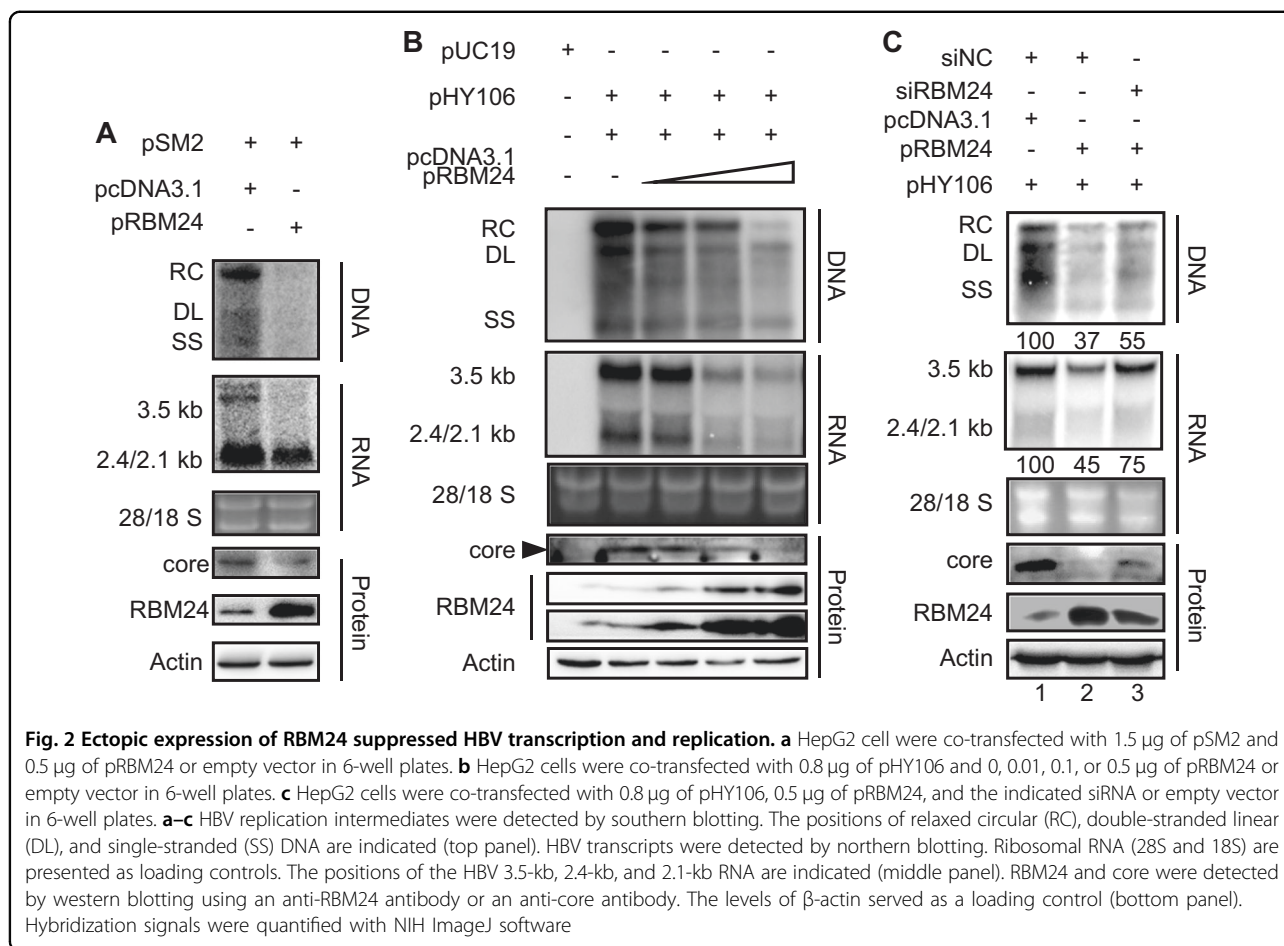 A
pSM2 + +
pcDNA3.1 + -
pRBM24 - +
RC
DL
SS
DNA
3.5 kb
2.4/2.1 kb
28/18 S
RNA
core
RBM24
Actin
Protein
B
pUC19 + - - - -
pHY106 - + + + +
pcDNA3.1 - + + + +
pRBM24 - -
RC
DL
SS
DNA
3.5 kb
2.4/2.1 kb
28/18 S
RNA
core
RBM24
Actin
Protein
C
siNC + + -
siRBM24 - - +
pcDNA3.1 + - -
pRBM24 - + +
pHY106 + + +
RC
DL
SS
DNA
100 37 55
3.5 kb
2.4/2.1 kb
100 45 75
28/18 S
RNA
core
RBM24
Actin
Protein
1 2 3
Fig. 2 Ectopic expression of RBM24 suppressed HBV transcription and replication. a HepG2 cell were co-transfected with 1.5 µg of pSM2 and
0.5 µg of pRBM24 or empty vector in 6-well plates. b HepG2 cells were co-transfected with 0.8 µg of pHY106 and 0, 0.01, 0.1, or 0.5 µg of pRBM24 or
empty vector in 6-well plates. c HepG2 cells were co-transfected with 0.8 µg of pHY106, 0.5 µg of pRBM24, and the indicated siRNA or empty vector
in 6-well plates. a–c HBV replication intermediates were detected by southern blotting. The positions of relaxed circular (RC), double-stranded linear
(DL), and single-stranded (SS) DNA are indicated (top panel). HBV transcripts were detected by northern blotting. Ribosomal RNA (28S and 18S) are
presented as loading controls. The positions of the HBV 3.5-kb, 2.4-kb, and 2.1-kb RNA are indicated (middle panel). RBM24 and core were detected
by western blotting using an anti-RBM24 antibody or an anti-core antibody. The levels of β-actin served as a loading control (bottom panel).
Hybridization signals were quantified with NIH ImageJ software